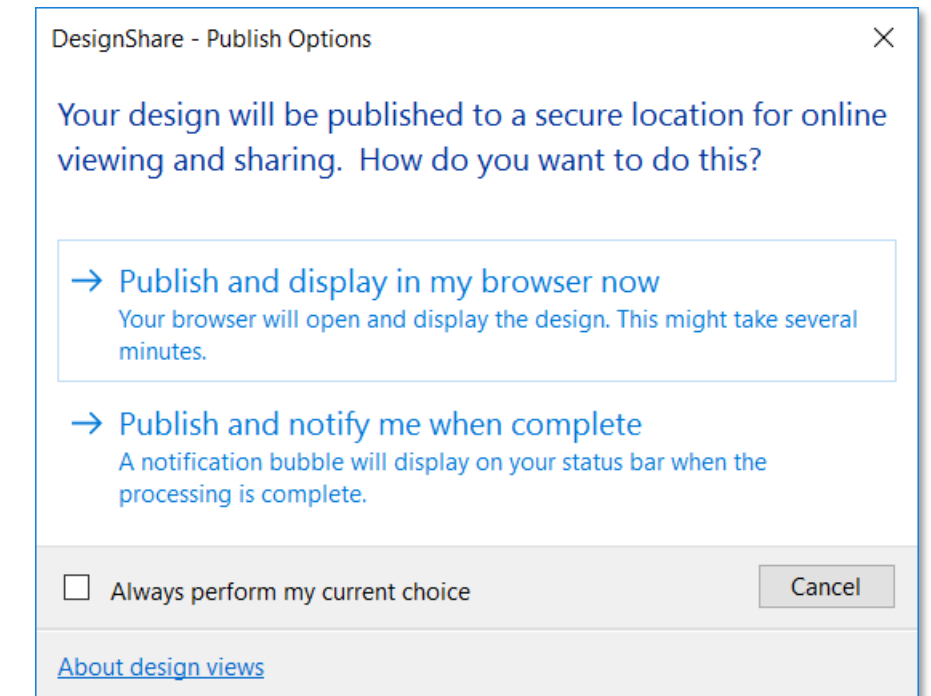 DesignShare - Publish Options
Your design will be published to a secure location for online
viewing and sharing.  How do you want to do this?
Publish and display in my browser now
Your browser will open and display the design. This might take several
minutes.
Publish and notify me when complete
A notification bubble will display on your status bar when the
processing is complete.
Always perform my current choice
Cancel
About design views